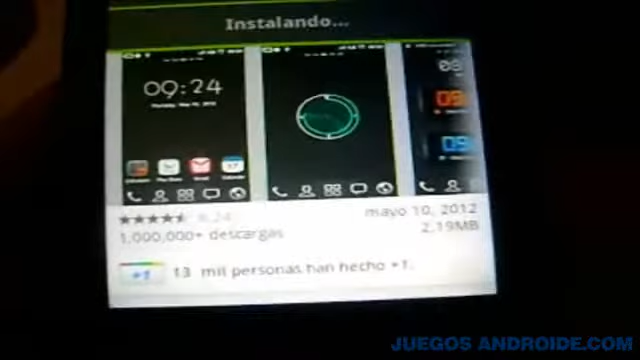 Instalando...
09:24
mayo 10, 2012
1,000,000+ descargas
2.19MB
+1
13 mil personas han hecho +1.
JUEGOS ANDROIDE.COM